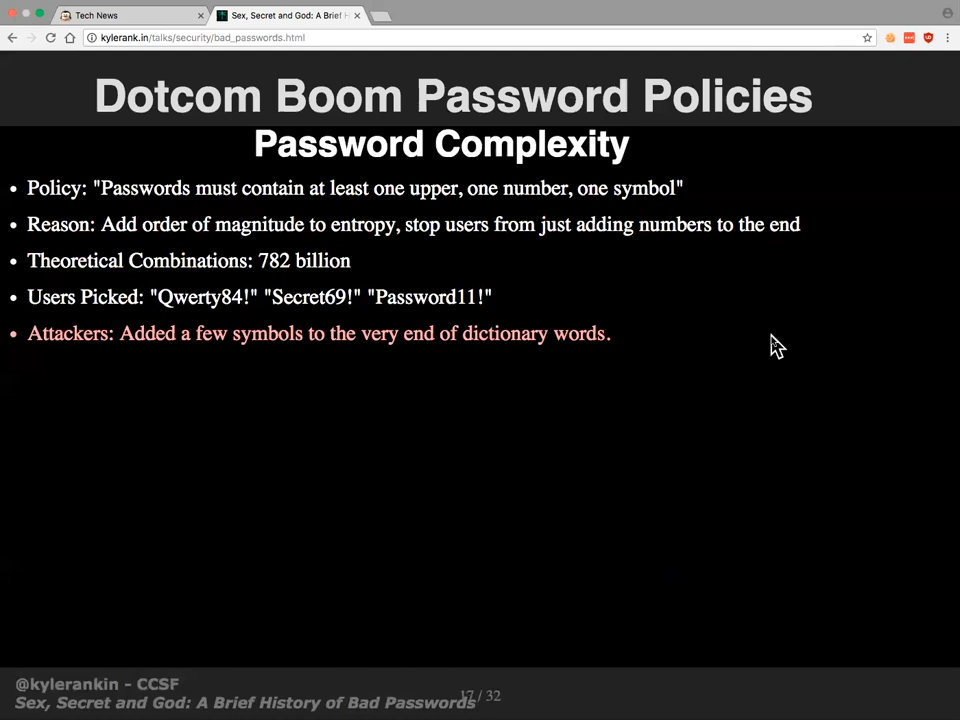 Tech News
Sex, Secret and God: A Brief H
kylerank.in/talks/security/bad_passwords.html
Dotcom Boom Password Policies
Password Complexity
• Policy: "Passwords must contain at least one upper, one number, one symbol"
• Reason: Add order of magnitude to entropy, stop users from just adding numbers to the end
• Theoretical Combinations: 782 billion
• Users Picked: "Qwerty84!" "Secret69!" "Password11!"
• Attackers: Added a few symbols to the very end of dictionary words.
@kylerankin - CCSF
Sex, Secret and God: A Brief History of Bad Passwords
17 / 32